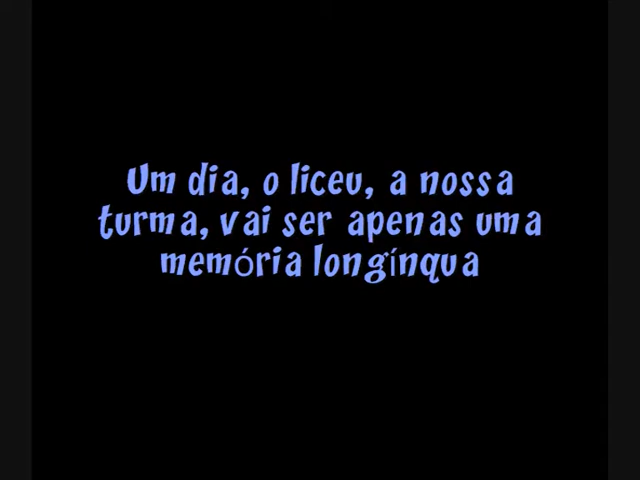 Um dia, o liceu, a nossa
turma, vai ser apenas uma
memória longínqua